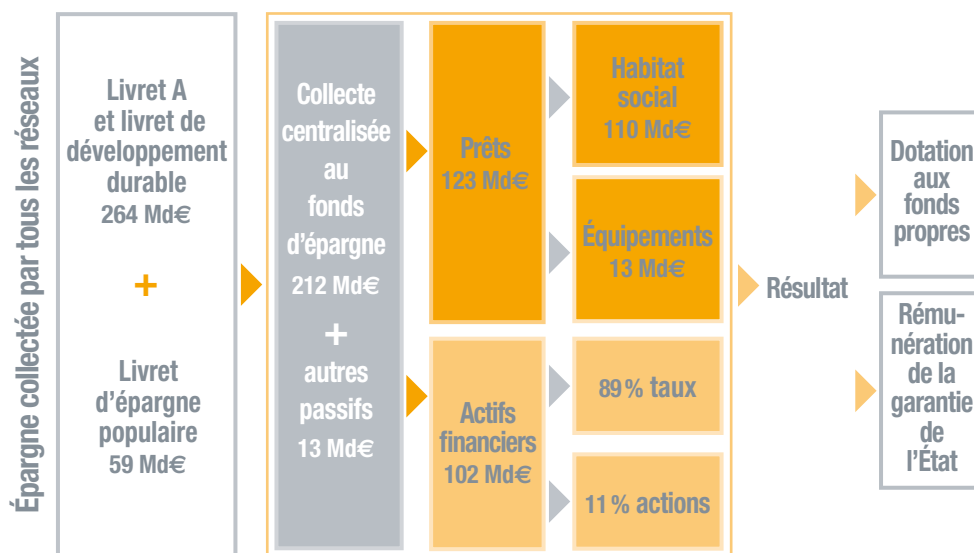 Épargne collectée par tous les réseaux
Livret A
et livret de
développement
durable
264 Md€
+
Livret
d'épargne
populaire
59 Md€
Collecte
centralisée
au
fonds
d'épargne
212 Md€
+
autres
passifs
13 Md€
Prêts
123 Md€
Habitat
social
110 Md€
Équipements
13 Md€
Actifs
financiers
102 Md€
89 % taux
11 % actions
Résultat
Dotation
aux
fonds
propres
Rému-
nération
de la
garantie
de
l'État